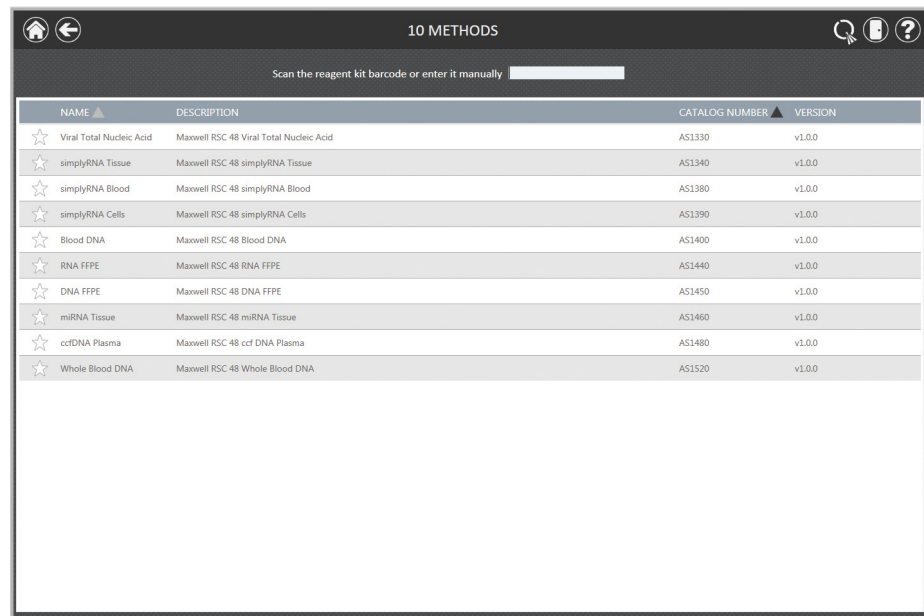 10 METHODS
?
Scan the reagent kit barcode or enter it manually
NAME DESCRIPTION CATALOG NUMBER VERSION
Viral Total Nucleic Acid Maxwell RSC 48 Viral Total Nucleic Acid AS1330 v1.0.0
simplyRNA Tissue Maxwell RSC 48 simplyRNA Tissue AS1340 v1.0.0
simplyRNA Blood Maxwell RSC 48 simplyRNA Blood AS1380 v1.0.0
simplyRNA Cells Maxwell RSC 48 simplyRNA Cells AS1390 v1.0.0
Blood DNA Maxwell RSC 48 Blood DNA AS1400 v1.0.0
RNA FFPE Maxwell RSC 48 RNA FFPE AS1440 v1.0.0
DNA FFPE Maxwell RSC 48 DNA FFPE AS1450 v1.0.0
miRNA Tissue Maxwell RSC 48 miRNA Tissue AS1460 v1.0.0
ccfDNA Plasma Maxwell RSC 48 ccf DNA Plasma AS1480 v1.0.0
Whole Blood DNA Maxwell RSC 48 Whole Blood DNA AS1520 v1.0.0